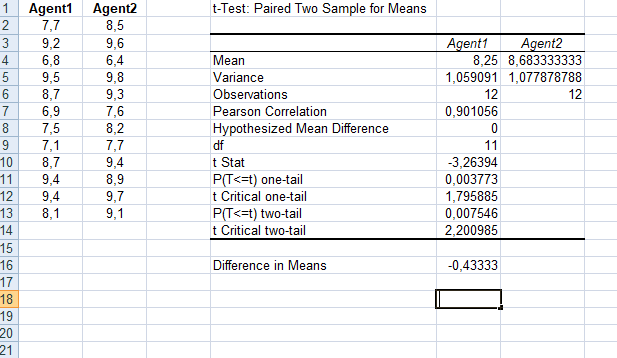 1 Agent1 Agent2 t-Test: Paired Two Sample for Means
2 7,7 8,5
3 9,2 9,6 Agent1 Agent2
4 6,8 6,4 Mean 8,25 8,683333333
5 9,5 9,8 Variance 1,059091 1,077878788
6 8,7 9,3 Observations 12 12
7 6,9 7,6 Pearson Correlation 0,901056
8 7,5 8,2 Hypothesized Mean Difference 0
9 7,1 7,7 df 11
10 8,7 9,4 t Stat -3,26394
11 9,4 8,9 P(T<=t) one-tail 0,003773
12 9,4 9,7 t Critical one-tail 1,795885
13 8,1 9,1 P(T<=t) two-tail 0,007546
14 t Critical two-tail 2,200985
15
16 Difference in Means -0,43333
17
18
19
20
21